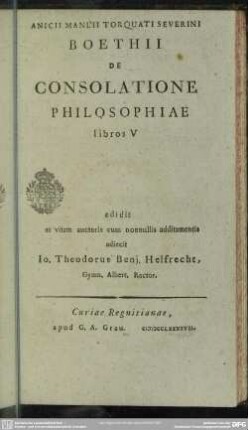 ANICII MANLII TORQUATI SEVERINI
BOETHII
DE
CONSOLATIONE
PHILOSOPHIAE
libros V
edidit
et vitam auctoris cum nonnullis additamentis
adiecit
Io. Theodorus Benj. Helfrecht,
Gymn. Albert. Rector.
Curiae Regnitianae,
apud G. A. Grau.